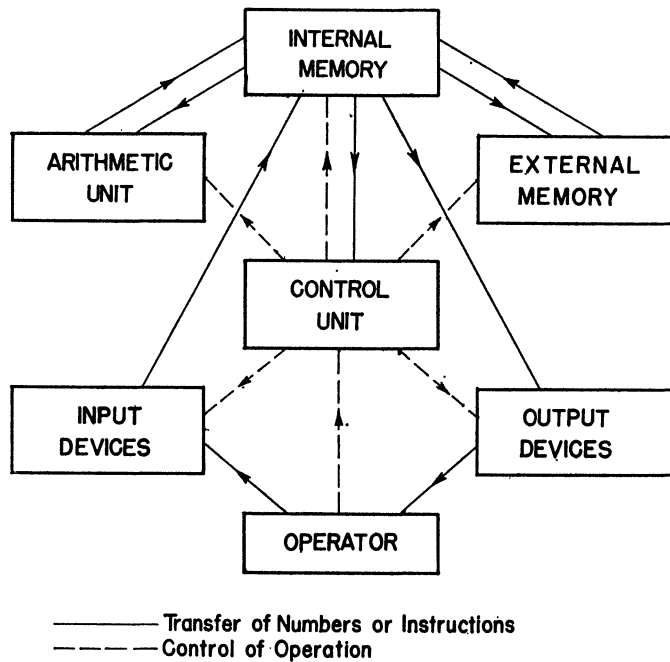 INTERNAL
MEMORY
ARITHMETIC
UNIT
EXTERNAL
MEMORY
CONTROL
UNIT
INPUT
DEVICES
OUTPUT
DEVICES
OPERATOR
Transfer of Numbers or Instructions
Control of Operation